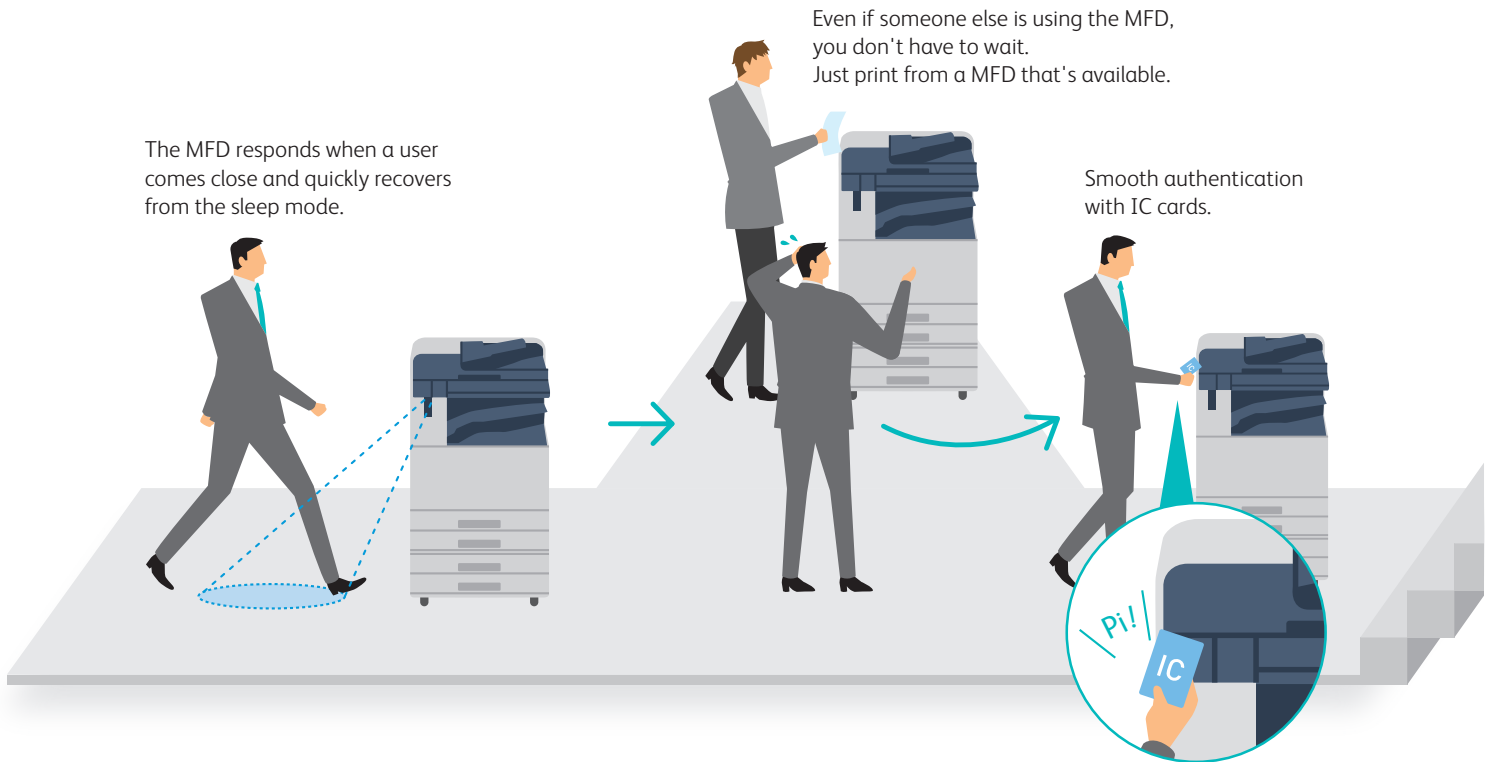 Even if someone else is using the MFD,
you don't have to wait.
Just print from a MFD that's available.
The MFD responds when a user
comes close and quickly recovers
from the sleep mode.
Smooth authentication
with IC cards.
IC
Pi!
IC